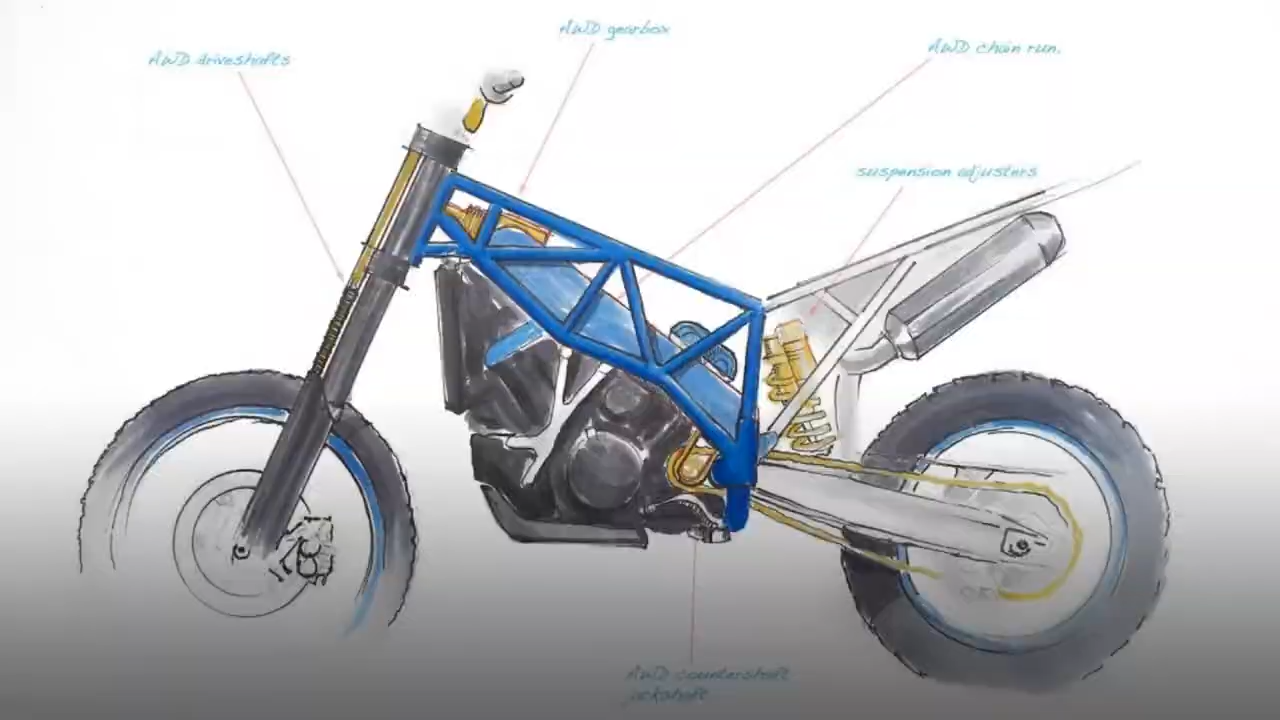 AWD gearbox
AWD chain run.
AWD driveshafts
suspension adjusters
AWD countershaft
jackshaft